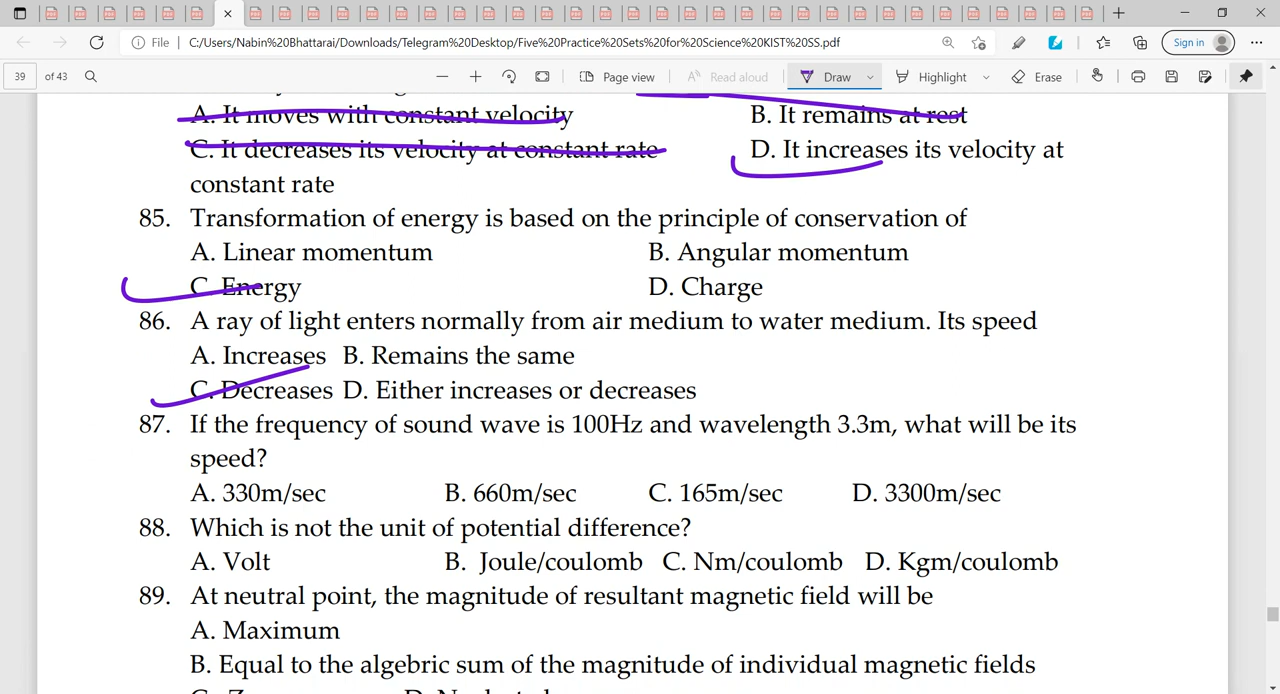 File C:/Users/Nabin%20Bhattarai/Downloads/Telegram%20Desktop/Five%20Practice%20Sets%20for%20Science%20KIST%20SS.pdf Sign in
39 of 43 Page view Read aloud Draw Highlight Erase
A. It moves with constant velocity B. It remains at rest
C. It decreases its velocity at constant rate D. It increases its velocity at
constant rate
85. Transformation of energy is based on the principle of conservation of
A. Linear momentum B. Angular momentum
C. Energy D. Charge
86. A ray of light enters normally from air medium to water medium. Its speed
A. Increases B. Remains the same
C. Decreases D. Either increases or decreases
87. If the frequency of sound wave is 100Hz and wavelength 3.3m, what will be its
speed?
A. 330m/sec B. 660m/sec C. 165m/sec D. 3300m/sec
88. Which is not the unit of potential difference?
A. Volt B. Joule/coulomb C. Nm/coulomb D. Kgm/coulomb
89. At neutral point, the magnitude of resultant magnetic field will be
A. Maximum
B. Equal to the algebric sum of the magnitude of individual magnetic fields